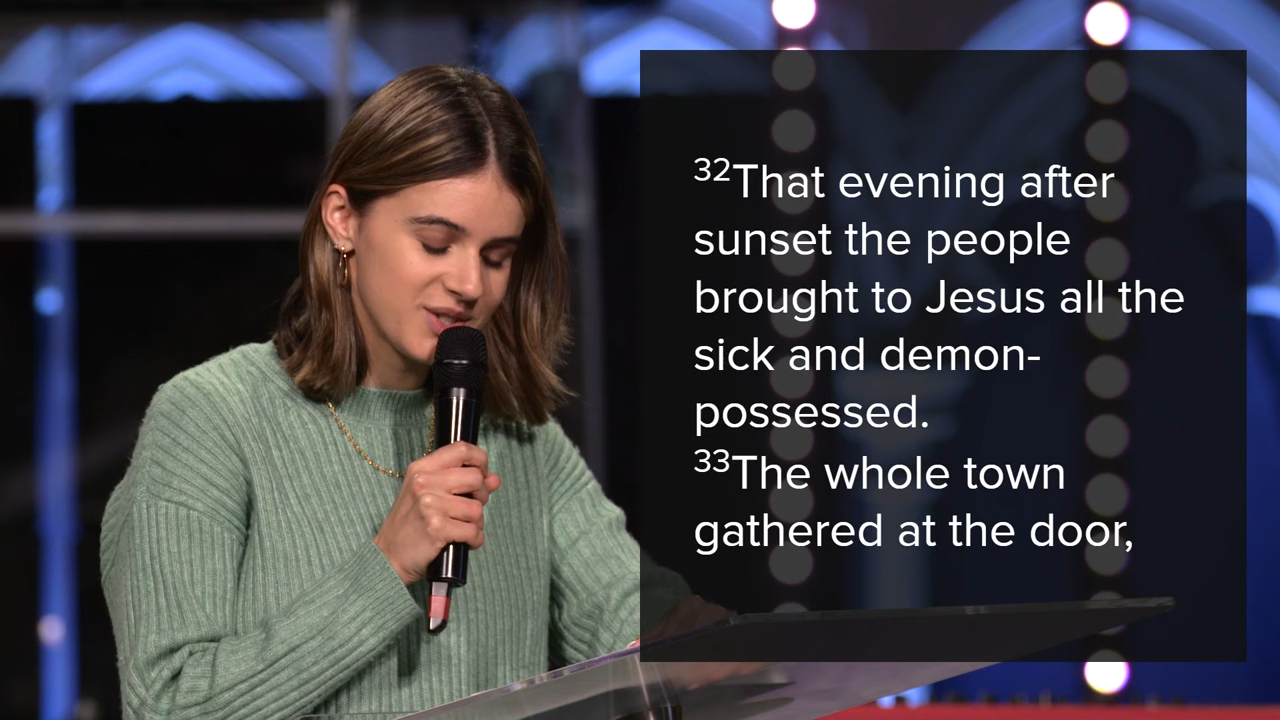 ³²That evening after
sunset the people
brought to Jesus all the
sick and demon-
possessed.
³³The whole town
gathered at the door,